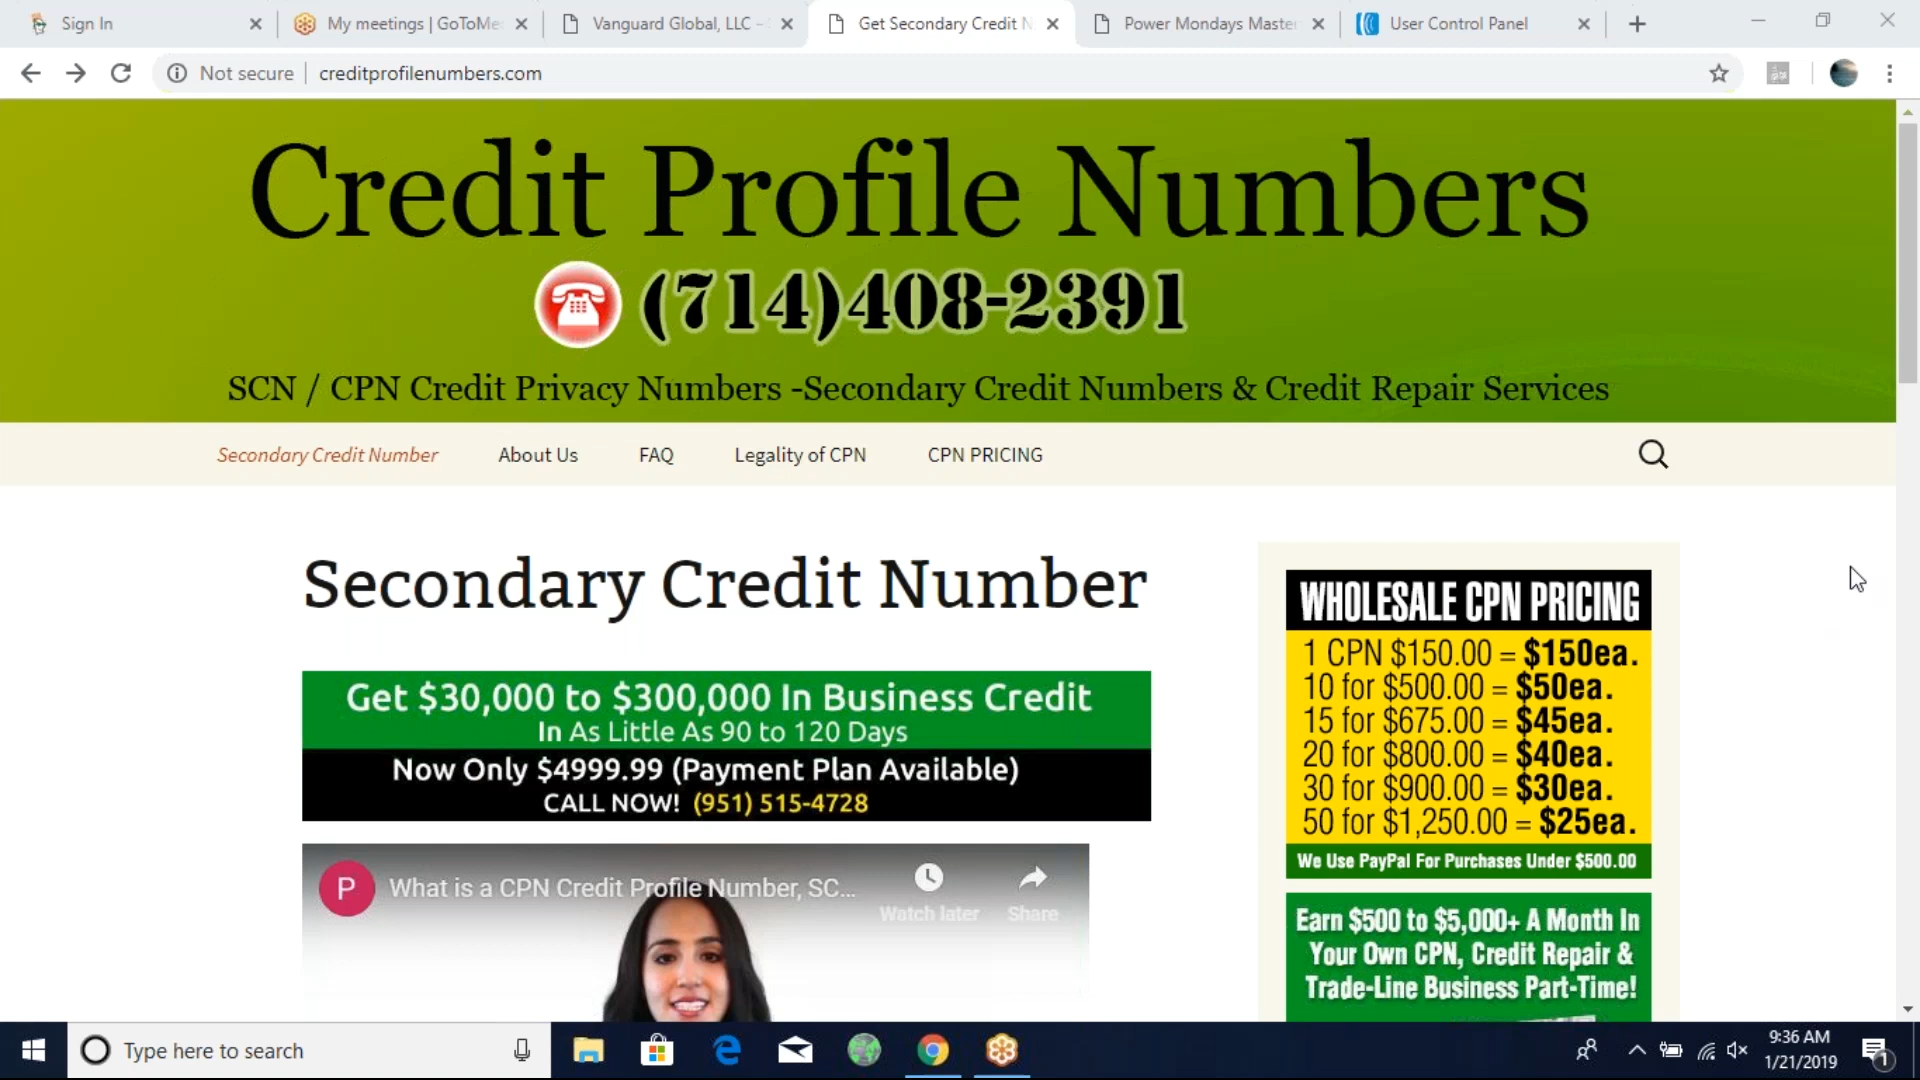 Sign In
My meetings | GoToMe
Vanguard Global, LLC -
Get Secondary Credit N
Power Mondays Master
User Control Panel
Not secure
creditprofilenumbers.com
Credit Profile Numbers
(714)408-2391
SCN / CPN Credit Privacy Numbers -Secondary Credit Numbers & Credit Repair Services
Secondary Credit Number
About Us
FAQ
Legality of CPN
CPN PRICING
Secondary Credit Number
Get $30,000 to $300,000 In Business Credit
In As Little As 90 to 120 Days
Now Only $4999.99 (Payment Plan Available)
CALL NOW! (951) 515-4728
P
What is a CPN Credit Profile Number, SC...
Watch later
Share
WHOLESALE CPN PRICING
1 CPN $150.00 = $150ea.
10 for $500.00 = $50ea.
15 for $675.00 = $45ea.
20 for $800.00 = $40ea.
30 for $900.00 = $30ea.
50 for $1,250.00 = $25ea.
We Use PayPal For Purchases Under $500.00
Earn $500 to $5,000+ A Month In
Your Own CPN, Credit Repair &
Trade-Line Business Part-Time!
Type here to search
9:36 AM
1/21/2019
1